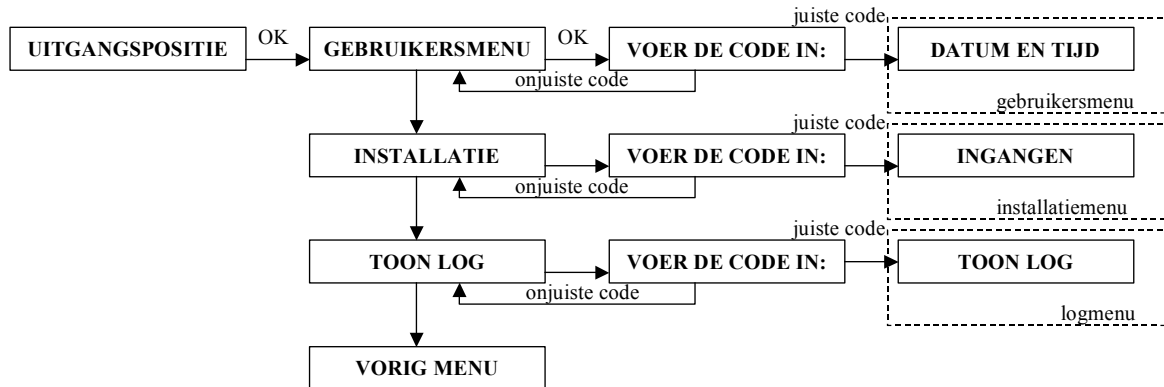 juiste code
UITGANGSPOSITIE
OK
GEBRUIKERSMENU
OK
VOER DE CODE IN:
DATUM EN TIJD
onjuiste code
gebruikersmenu
juiste code
INSTALLATIE
VOER DE CODE IN:
INGANGEN
onjuiste code
installatiemenu
juiste code
TOON LOG
VOER DE CODE IN:
TOON LOG
onjuiste code
logmenu
VORIG MENU